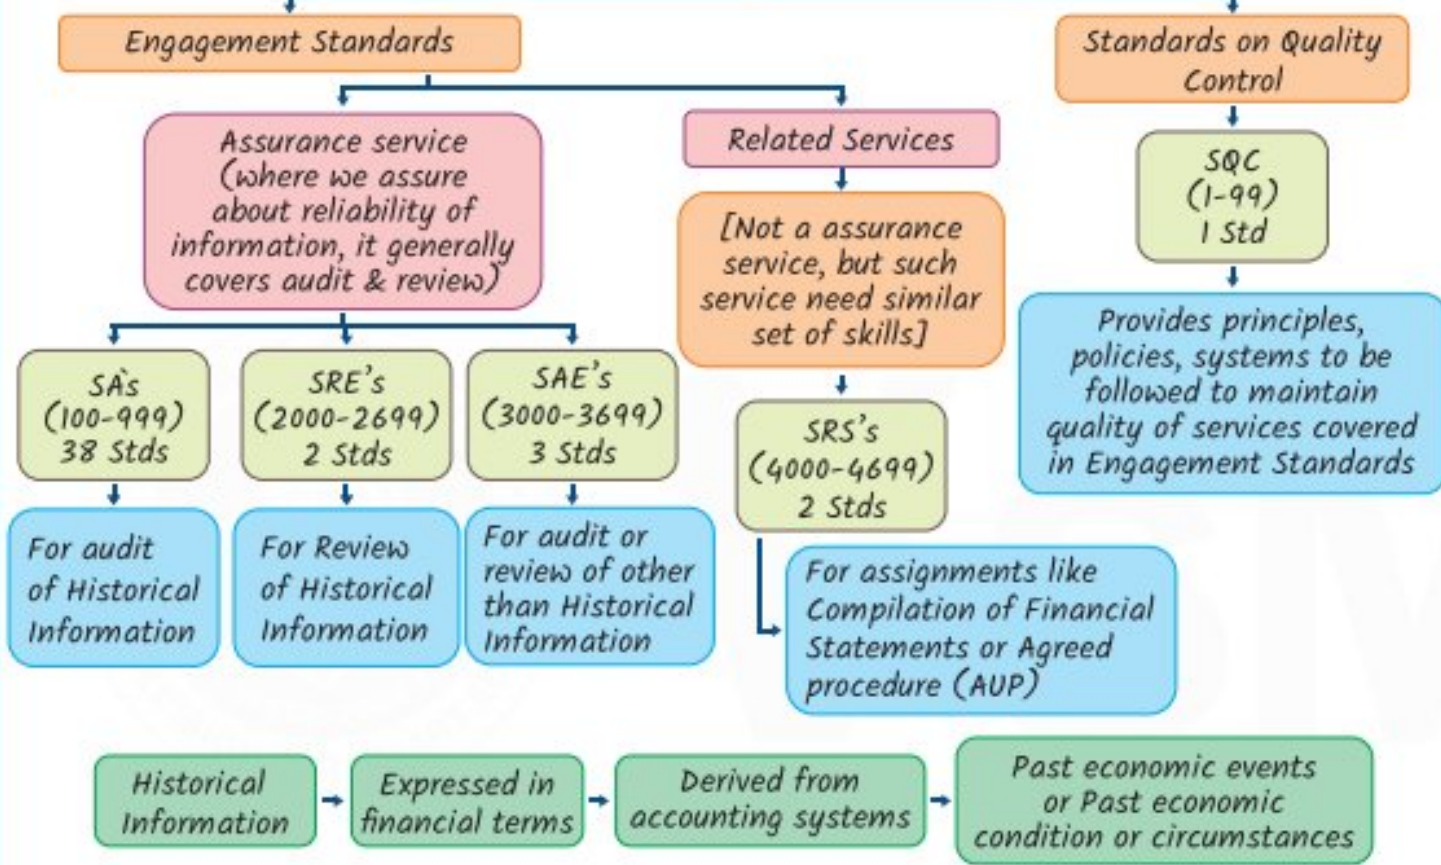 Engagement Standards
Standards on Quality
Control
Assurance service
(where we assure
about reliability of
information, it generally
covers audit & review)
Related Services
[Not a assurance
service, but such
service need similar
set of skills]
SQC
(1-99)
1 Std
Provides principles,
policies, systems to be
followed to maintain
quality of services covered
in Engagement Standards
SA's
(100-999)
38 Stds
SRE's
(2000-2699)
2 Stds
SAE's
(3000-3699)
3 Stds
SRS's
(4000-4699)
2 Stds
For audit
of Historical
Information
For Review
of Historical
Information
For audit or
review of other
than Historical
Information
For assignments like
Compilation of Financial
Statements or Agreed
procedure (AUP)
Historical
Information
Expressed in
financial terms
Derived from
accounting systems
Past economic events
or Past economic
condition or circumstances